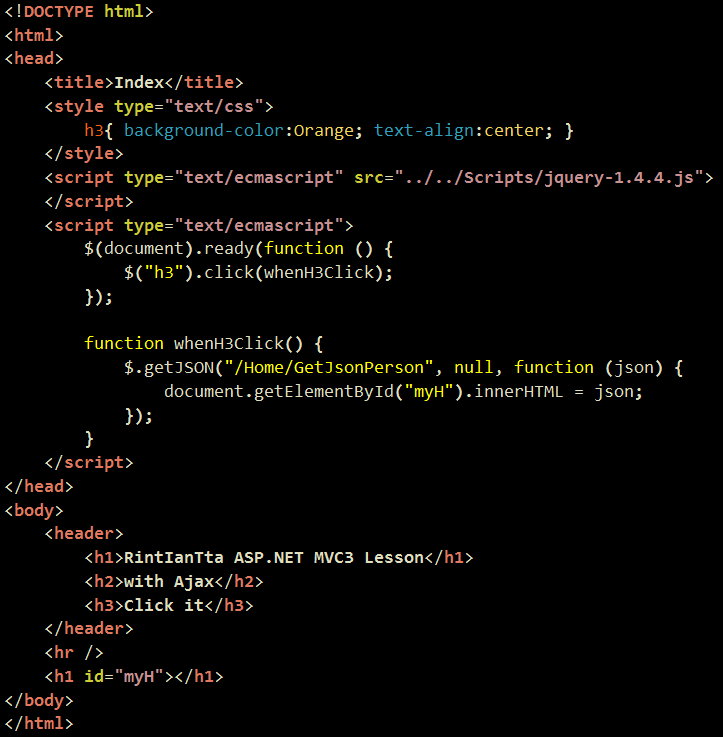 <!DOCTYPE html>
<html>
<head>
    <title>Index</title>
    <style type="text/css">
        h3{ background-color:Orange; text-align:center; }
    </style>
    <script type="text/ecmascript" src="../../Scripts/jquery-1.4.4.js">
    </script>
    <script type="text/ecmascript">
        $(document).ready(function () {
            $("h3").click(whenH3Click);
        });

        function whenH3Click() {
            $.getJSON("/Home/GetJsonPerson", null, function (json) {
                document.getElementById("myH").innerHTML = json;
            });
        }
    </script>
</head>
<body>
    <header>
        <h1>RintIanTta ASP.NET MVC3 Lesson</h1>
        <h2>with Ajax</h2>
        <h3>Click it</h3>
    </header>
    <hr />
    <h1 id="myH"></h1>
</body>
</html>